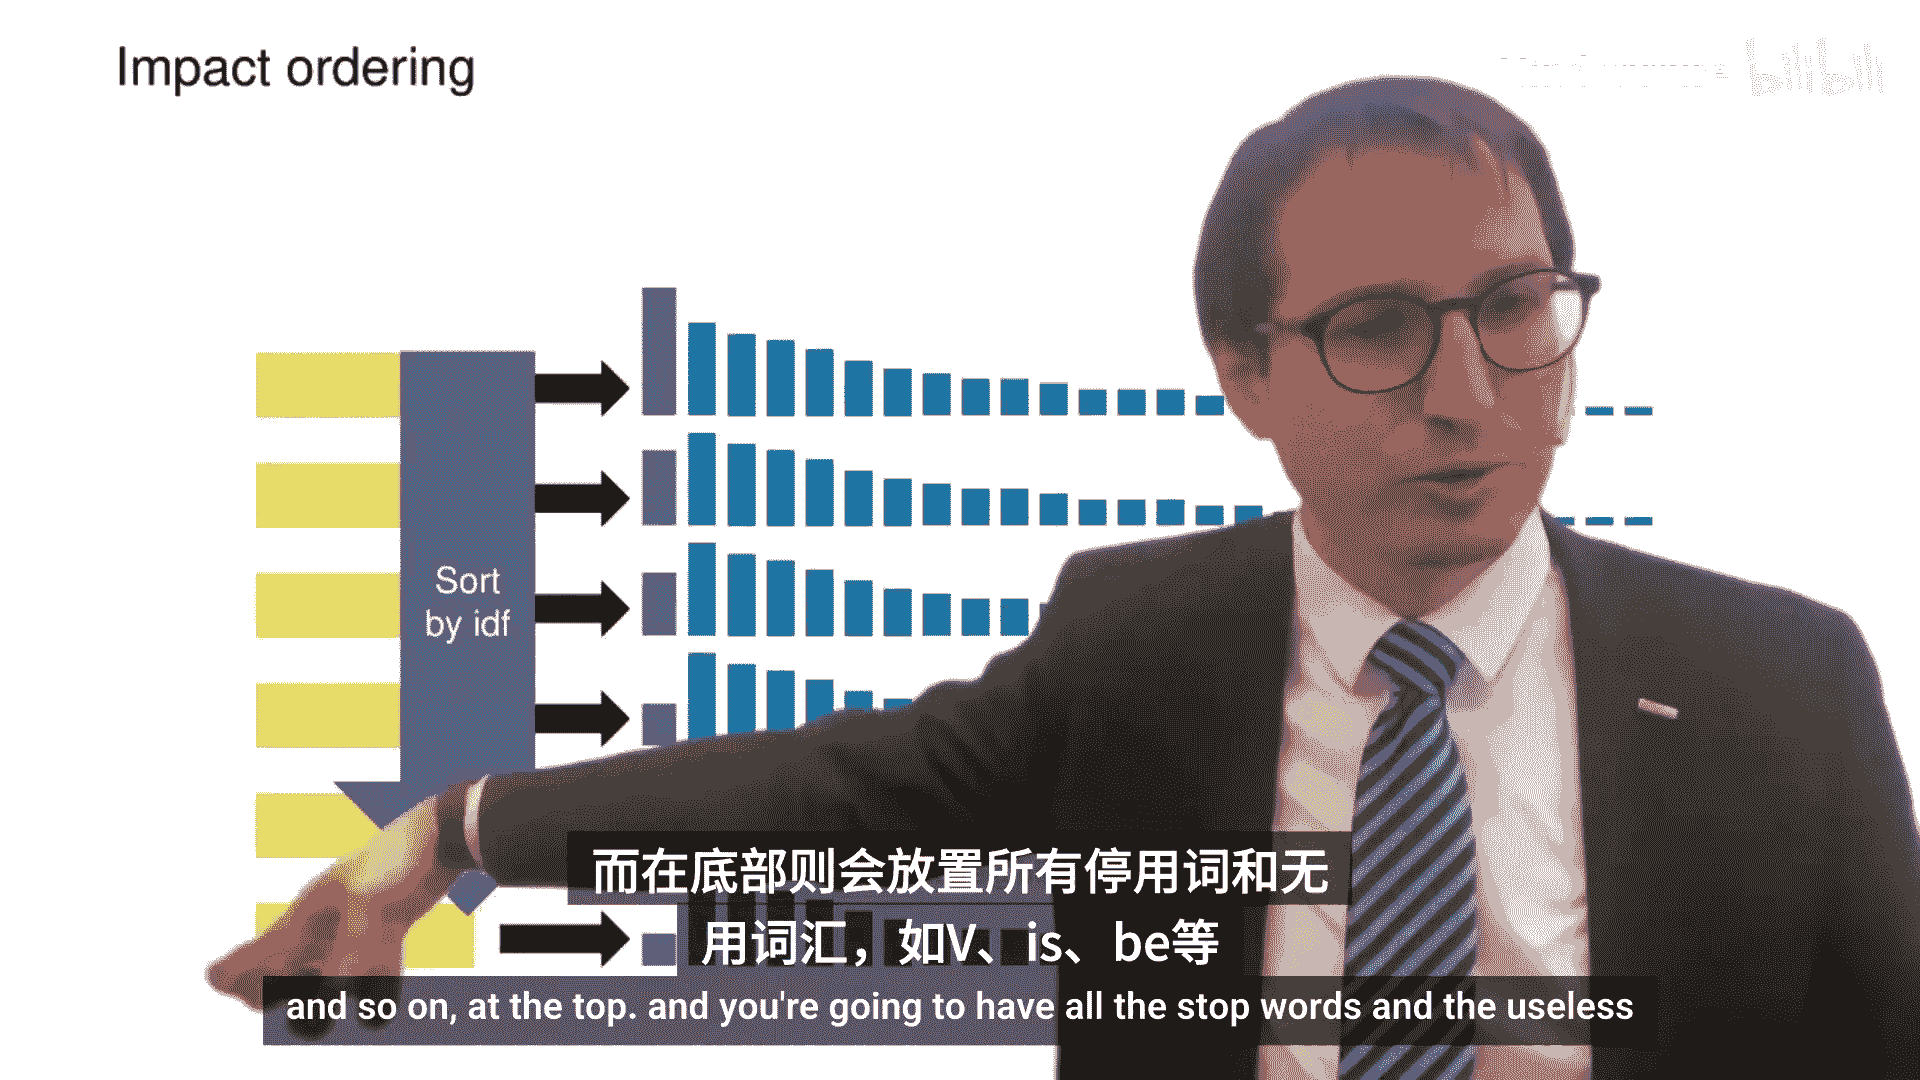 Impact ordering
bilibili
Sort
by idf
而在底部则会放置所有停用词和无
用词汇，如V、is、be等
and so on, at the top. and you're going to have all the stop words and the useless